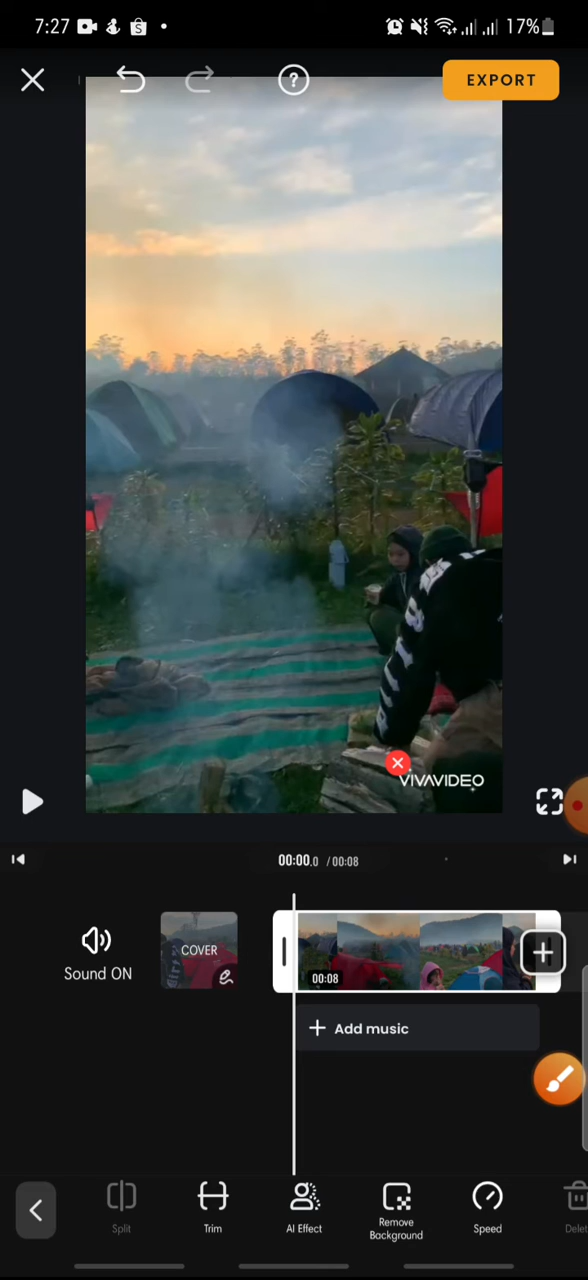 7:27
17%
EXPORT
VIVAVIDEO
00:00.0 / 00:08
Sound ON
COVER
00:08
+ Add music
Split
Trim
AI Effect
Remove
Background
Speed
Delet